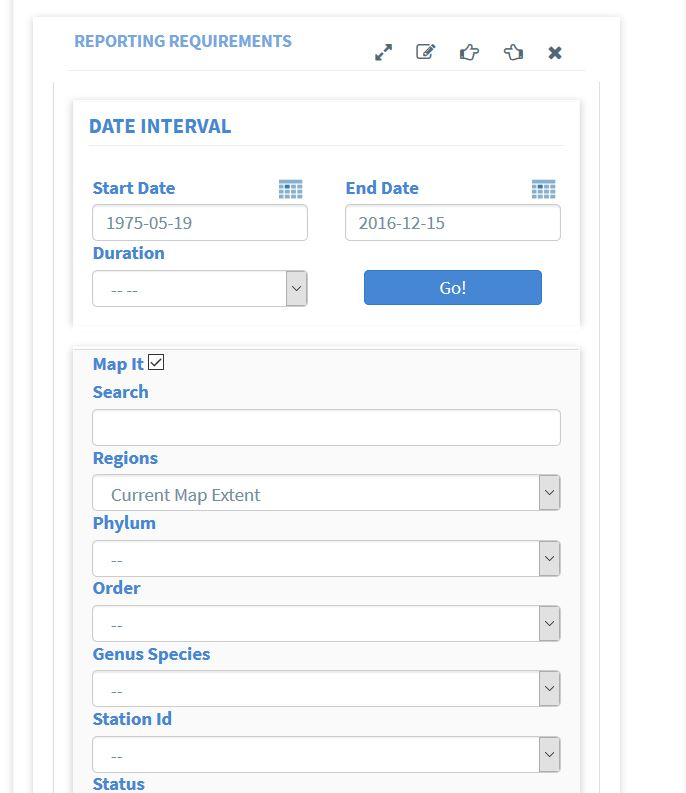 REPORTING REQUIREMENTS
DATE INTERVAL
Start Date End Date
1975-05-19 2016-12-15
Duration
-- -- Go!
Map It
Search
Regions
Current Map Extent
Phylum
--
Order
--
Genus Species
--
Station Id
--
Status